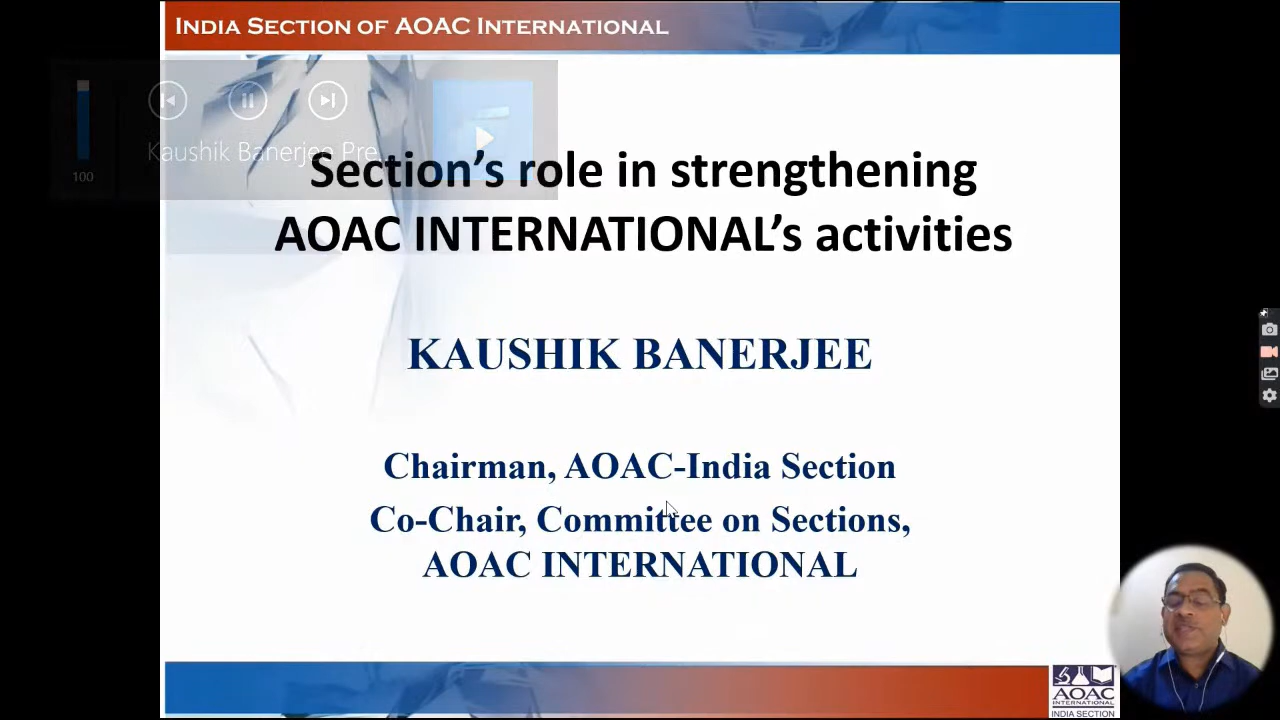 INDIA SECTION OF AOAC INTERNATIONAL
100
Kaushik Banerjee Pre
Section’s role in strengthening
AOAC INTERNATIONAL’s activities
KAUSHIK BANERJEE
Chairman, AOAC-India Section
Co-Chair, Committee on Sections,
AOAC INTERNATIONAL
AOAC
INTERNATIONAL
INDIA SECTION